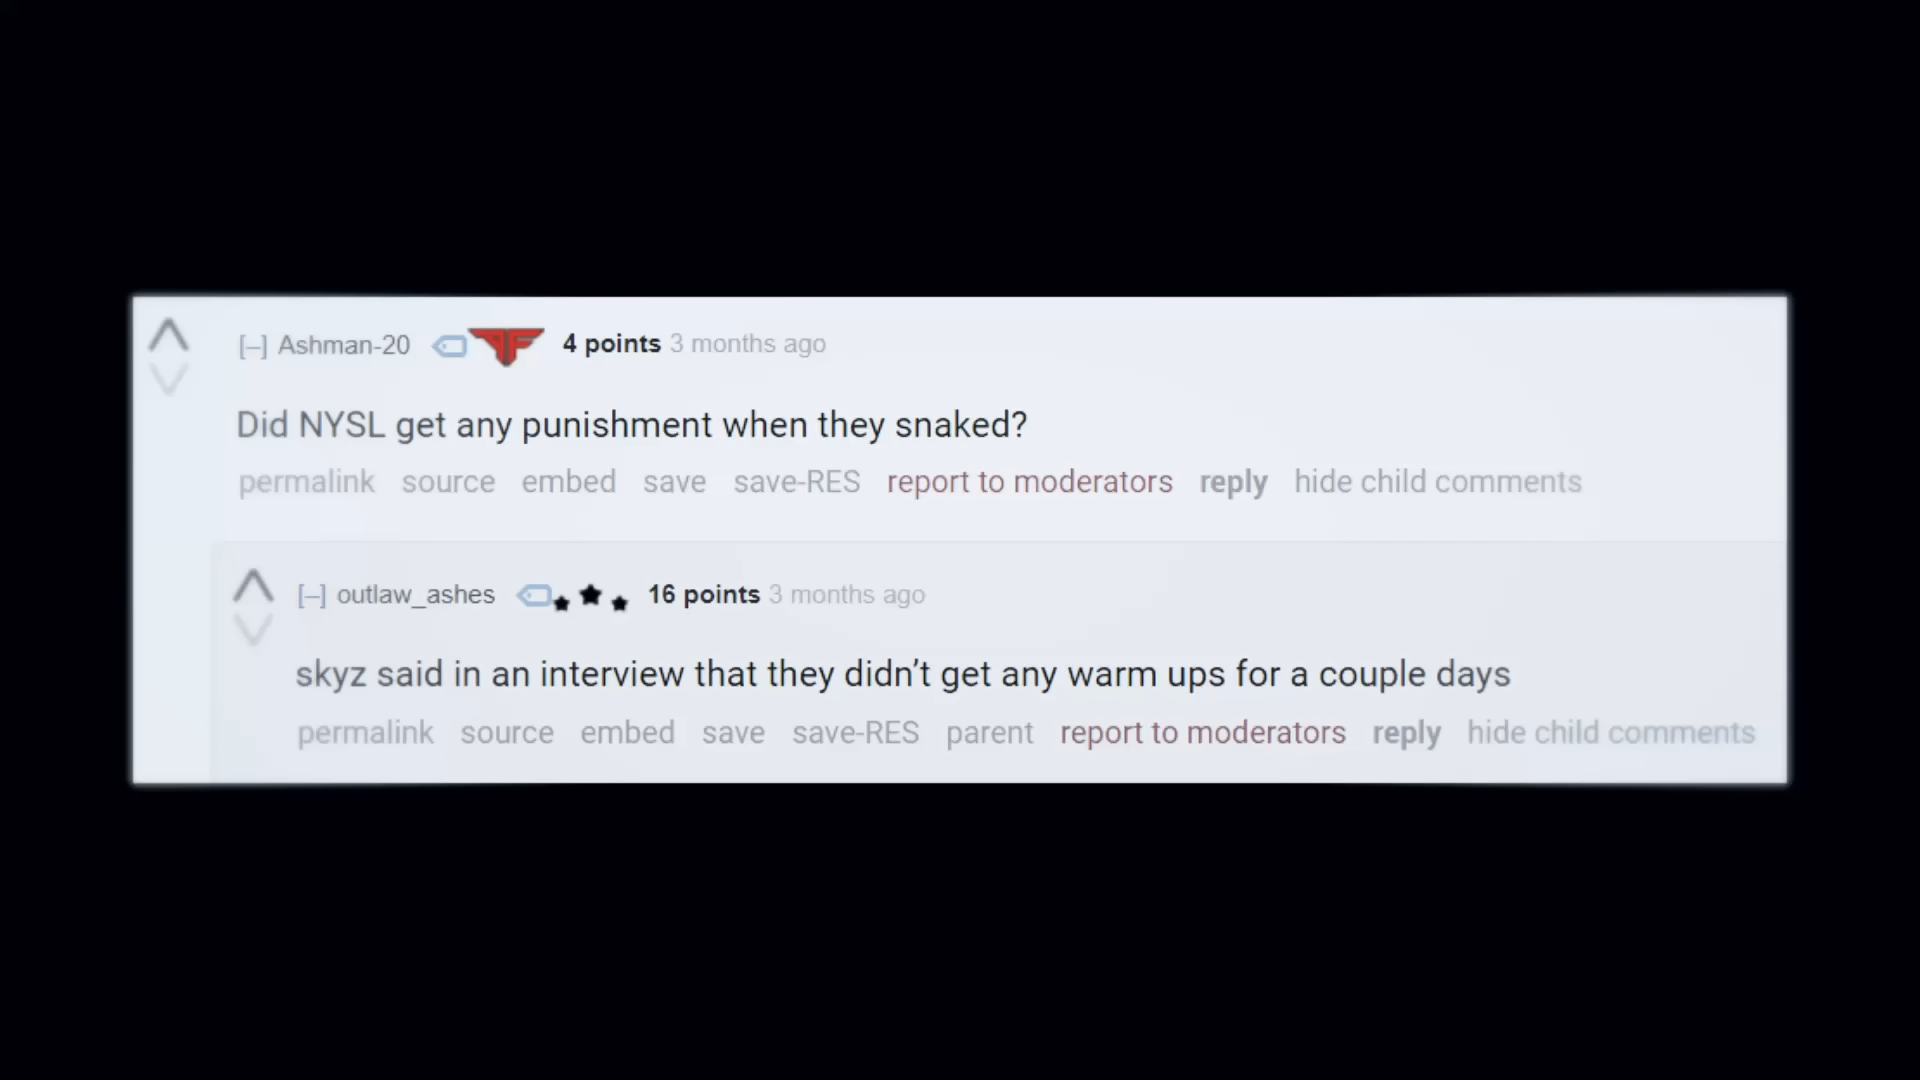 [–] Ashman-20 4 points 3 months ago
Did NYSL get any punishment when they snaked?
permalink source embed save save-RES report to moderators reply hide child comments
[–] outlaw_ashes 16 points 3 months ago
skyz said in an interview that they didn’t get any warm ups for a couple days
permalink source embed save save-RES parent report to moderators reply hide child comments